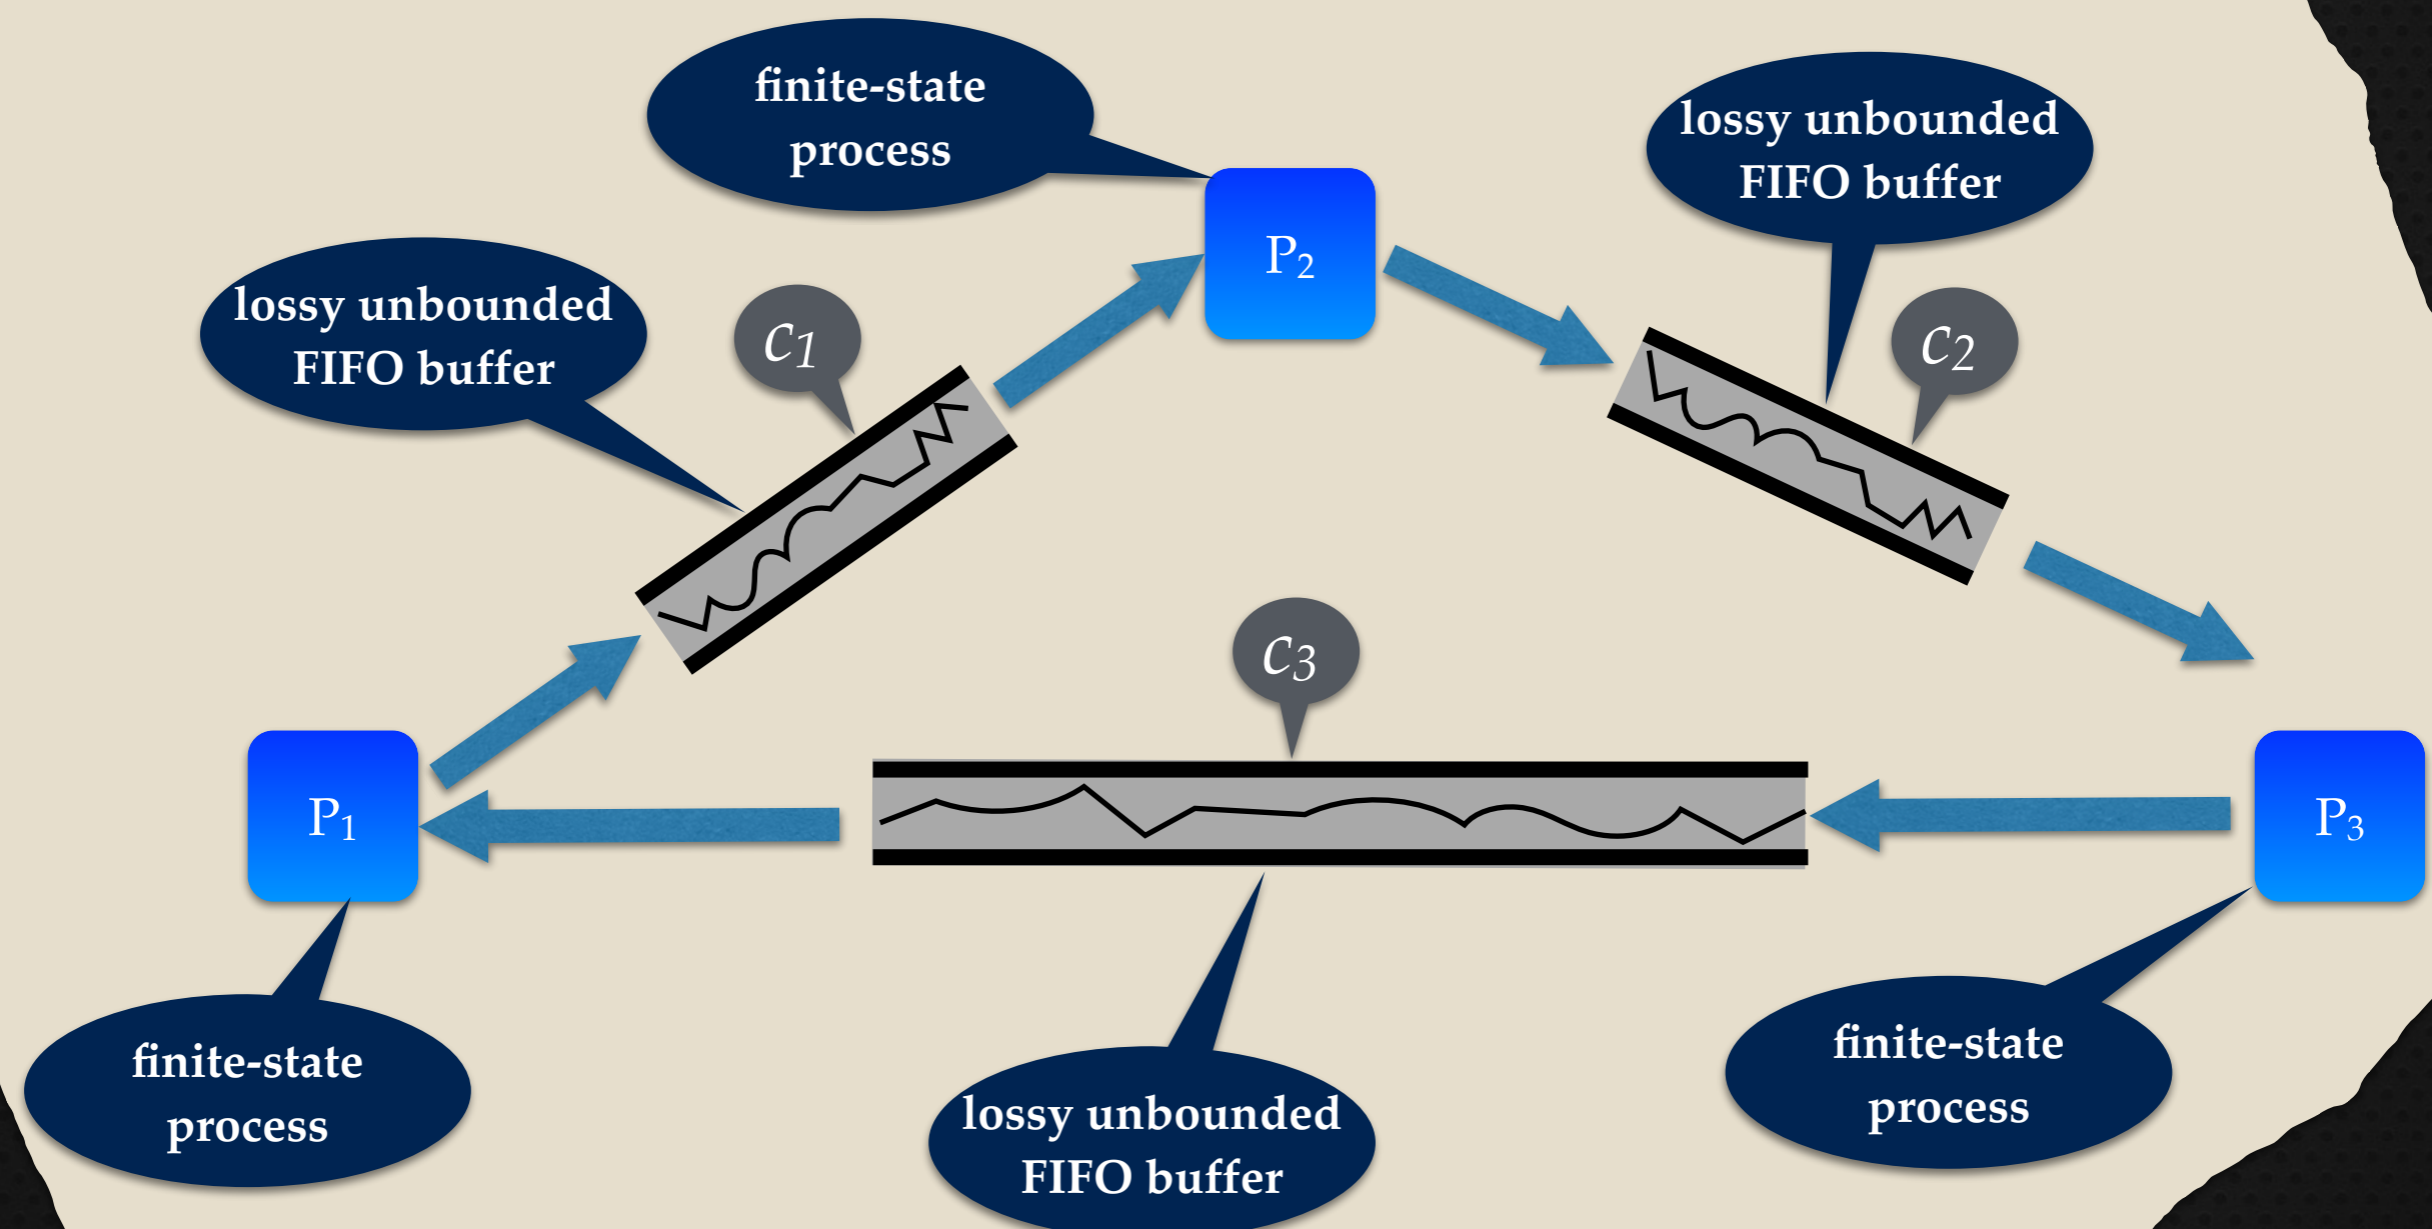 finite-state
process
lossy unbounded
FIFO buffer
P₂
lossy unbounded
FIFO buffer
c₁
c₂
c₃
P₁
P₃
finite-state
process
lossy unbounded
FIFO buffer
finite-state
process